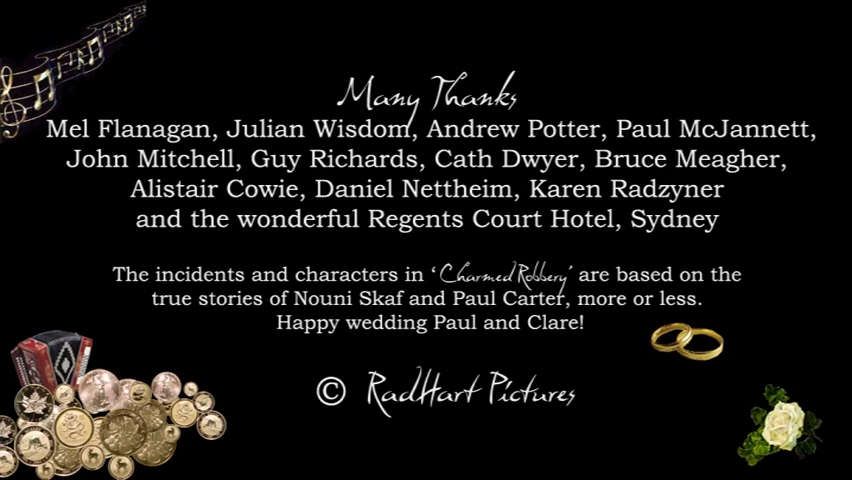 Many Thanks
Mel Flanagan, Julian Wisdom, Andrew Potter, Paul McJannett,
John Mitchell, Guy Richards, Cath Dwyer, Bruce Meagher,
Alistair Cowie, Daniel Nettheim, Karen Radzyner
and the wonderful Regents Court Hotel, Sydney
The incidents and characters in ‘Charmed Robbery’ are based on the
true stories of Nouni Skaf and Paul Carter, more or less.
Happy wedding Paul and Clare!
© RadHart Pictures